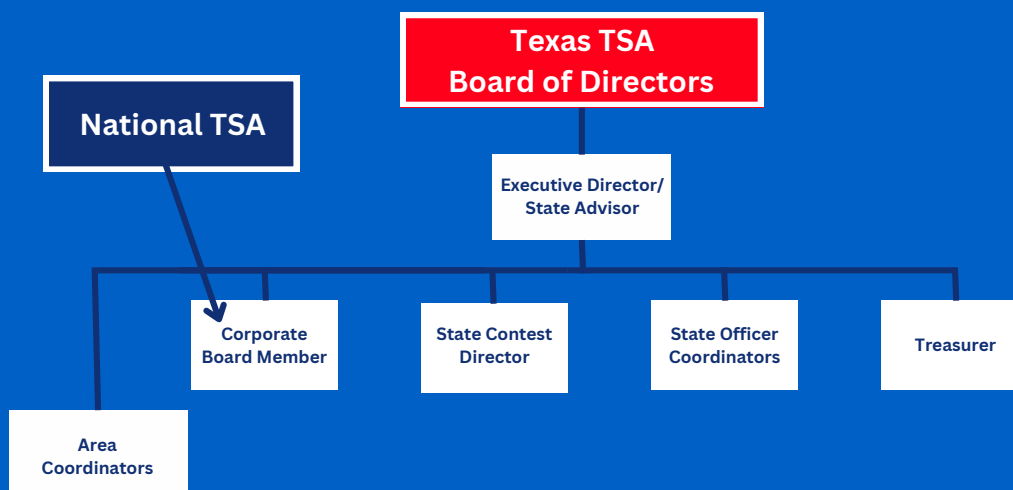 Texas TSA
Board of Directors
National TSA
Executive Director/
State Advisor
Corporate
Board Member
State Contest
Director
State Officer
Coordinators
Treasurer
Area
Coordinators